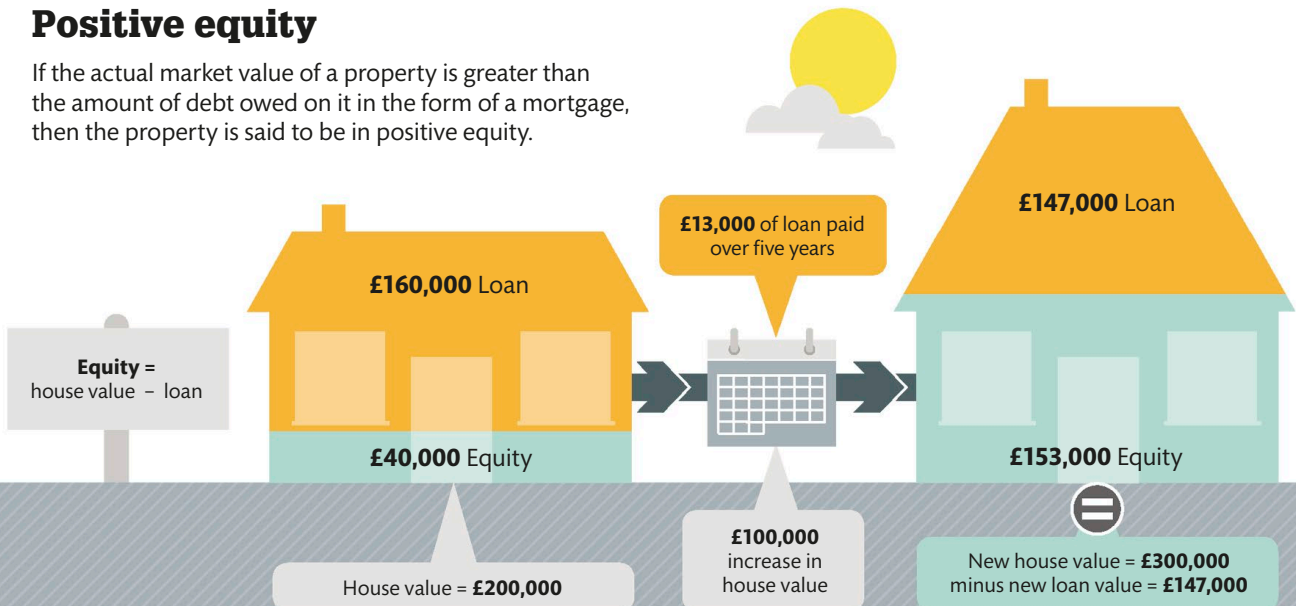 Positive equity
If the actual market value of a property is greater than
the amount of debt owed on it in the form of a mortgage,
then the property is said to be in positive equity.
Equity =
house value – loan
£160,000 Loan
£40,000 Equity
House value = £200,000
£13,000 of loan paid
over five years
£100,000
increase in
house value
£147,000 Loan
£153,000 Equity
=
New house value = £300,000
minus new loan value = £147,000